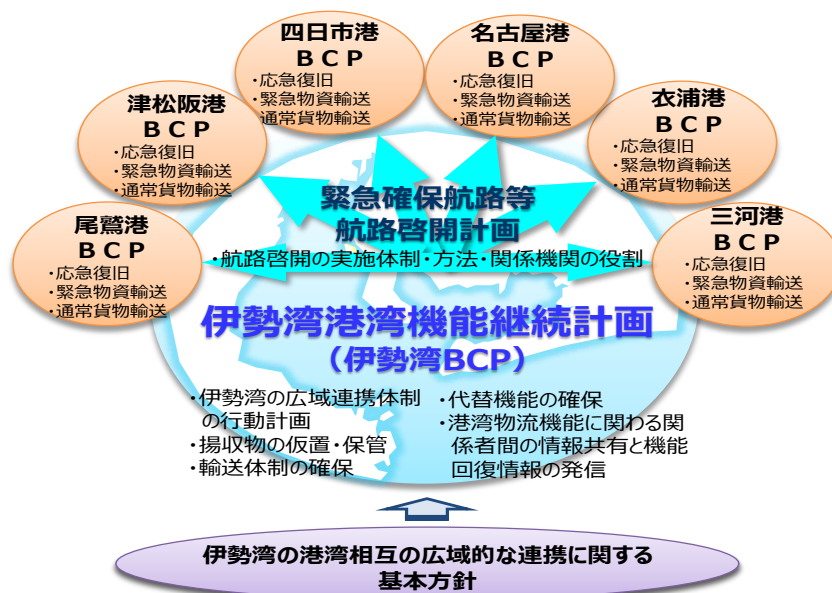 四日市港
BCP
・応急復旧
・緊急物資輸送
通常貨物輸送
名古屋港
BCP
・応急復旧
・緊急物資輸送
通常貨物輸送
津松阪港
BCP
・応急復旧
・緊急物資輸送
・通常貨物輸送
衣浦港
BCP
・応急復旧
・緊急物資輸送
・通常貨物輸送
尾鷲港
BCP
・応急復旧
・緊急物資輸送
・通常貨物輸送
三河港
BCP
・応急復旧
・緊急物資輸送
・通常貨物輸送
緊急確保航路等
航路啓開計画
・航路啓開の実施体制・方法・関係機関の役割
伊勢湾港湾機能継続計画
（伊勢湾BCP）
・伊勢湾の広域連携体制
の行動計画
・揚収物の仮置・保管
・輸送体制の確保
・代替機能の確保
・港湾物流機能に関わる関
係者間の情報共有と機能
回復情報の発信
伊勢湾の港湾相互の広域的な連携に関する
基本方針